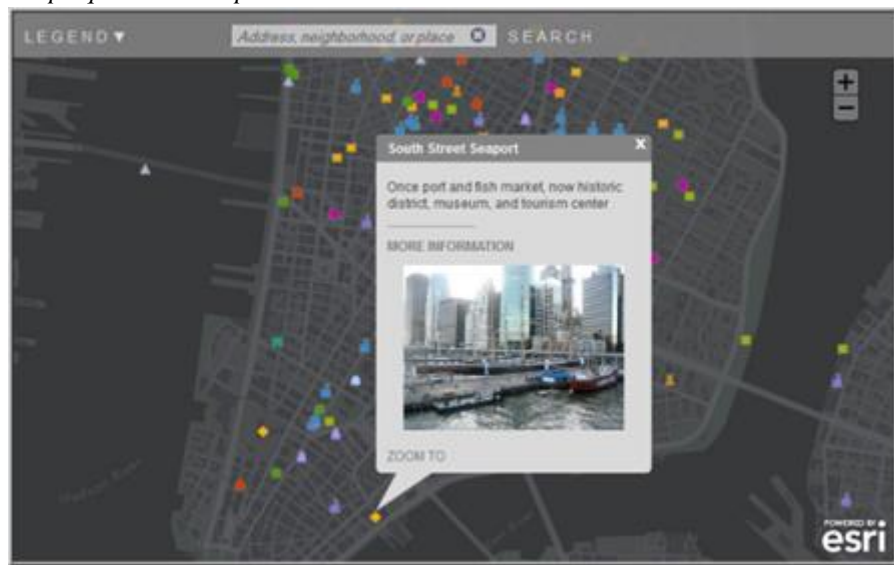 LEGEND▼
Address, neighborhood, or place
SEARCH
+
−
South Street Seaport
X
Once port and fish market, now historic
district, museum, and tourism center
MORE INFORMATION
ZOOM TO
POWERED BY
esri